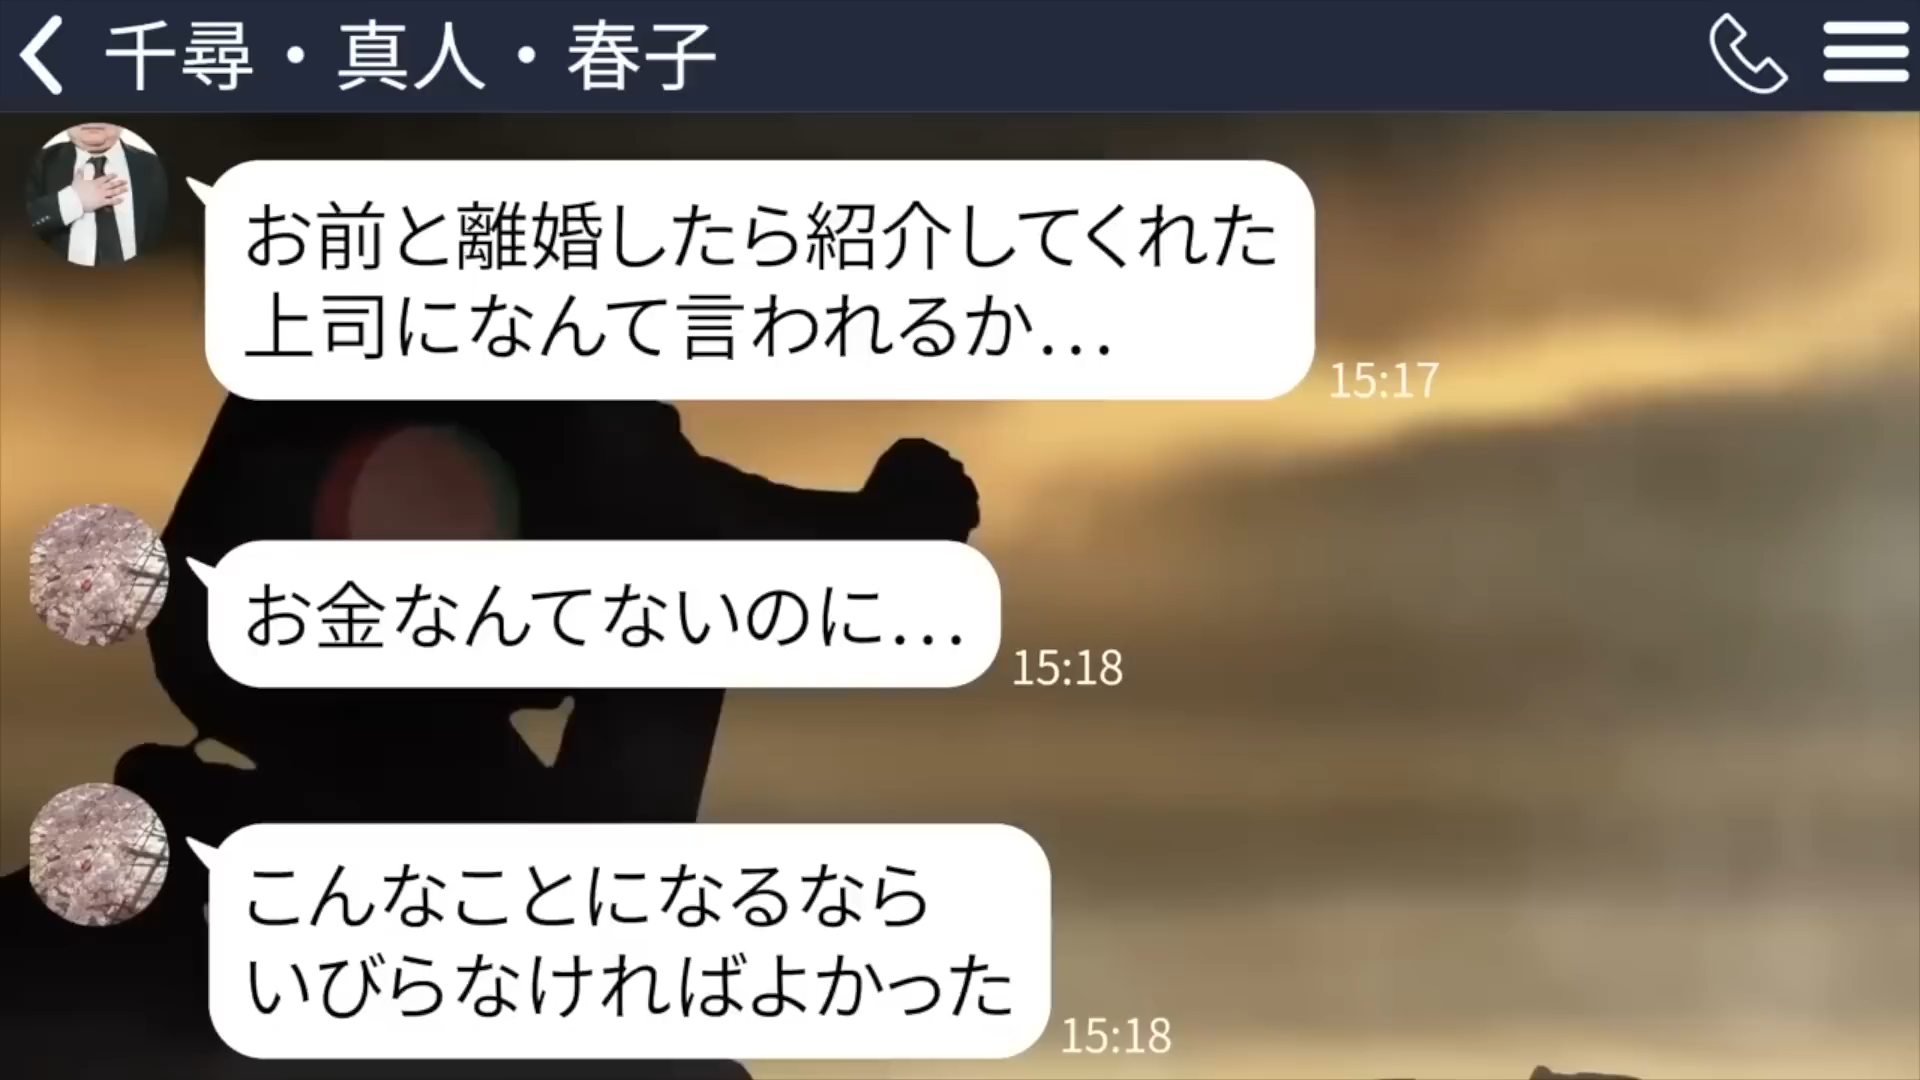 千尋・真人・春子
お前と離婚したら紹介してくれた
上司になんて言われるか…
15:17
お金なんてないのに…
15:18
こんなことになるなら
いびらなければよかった
15:18